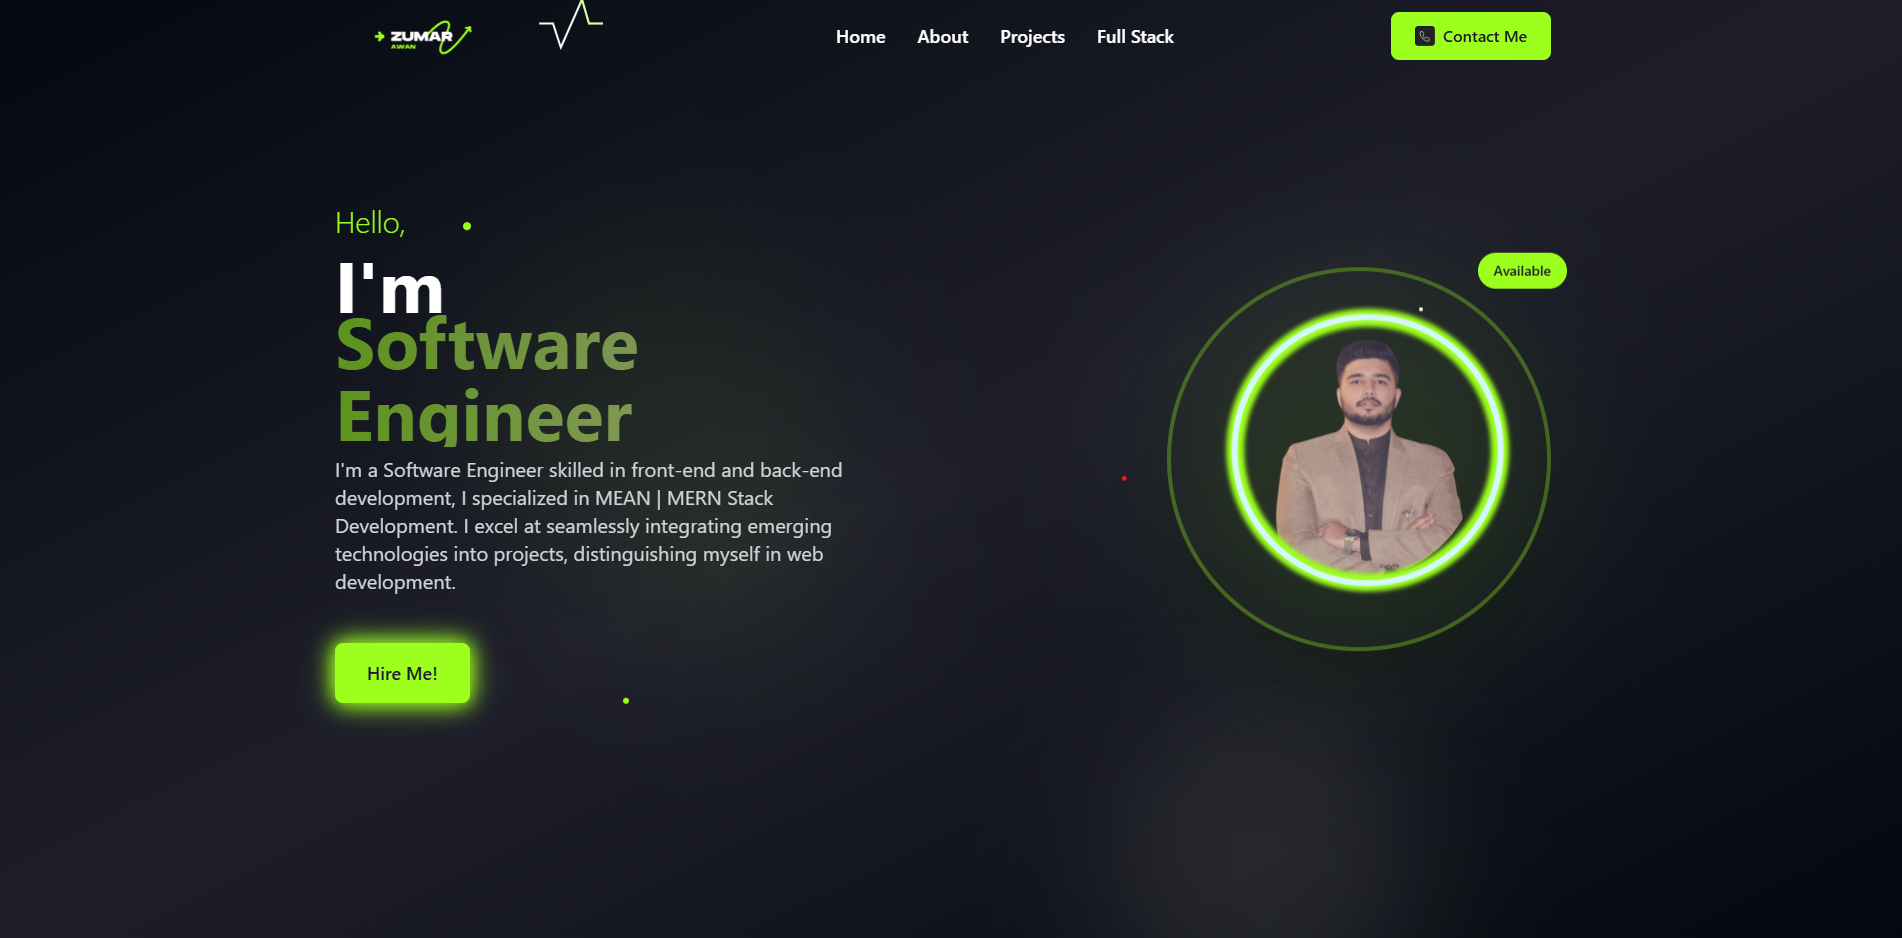 ZUMAR
AWAN
Home
About
Projects
Full Stack
Contact Me
Hello,
I'm
Software
Engineer
I'm a Software Engineer skilled in front-end and back-end
development, I specialized in MEAN | MERN Stack
Development. I excel at seamlessly integrating emerging
technologies into projects, distinguishing myself in web
development.
Hire Me!
Available